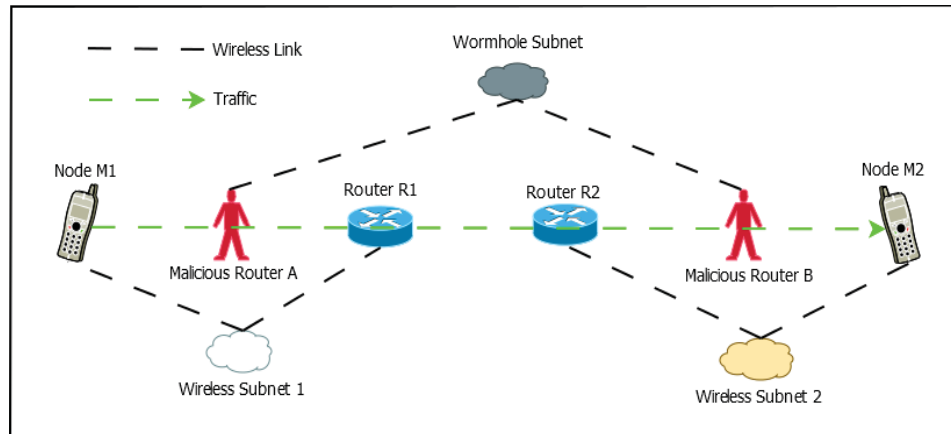 Wormhole Subnet
Wireless Link
Traffic
Node M1
Router R1
Router R2
Node M2
Malicious Router A
Malicious Router B
Wireless Subnet 1
Wireless Subnet 2